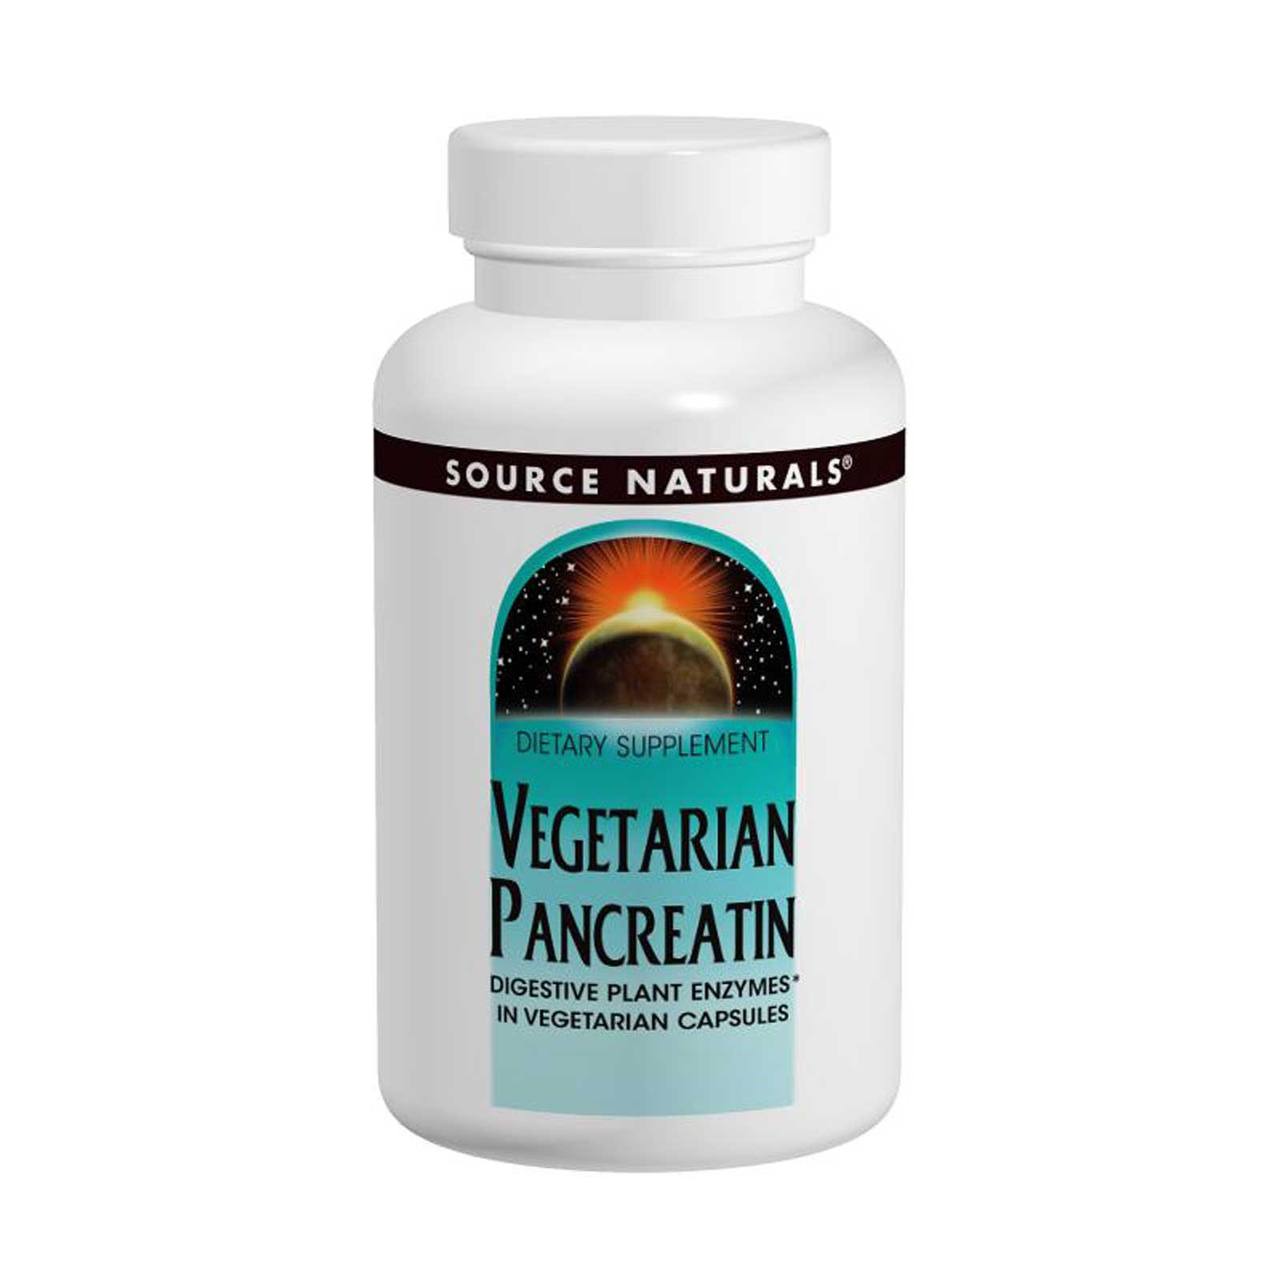 SOURCE NATURALS®
DIETARY SUPPLEMENT
VEGETARIAN
PANCREATIN
DIGESTIVE PLANT ENZYMES*
IN VEGETARIAN CAPSULES